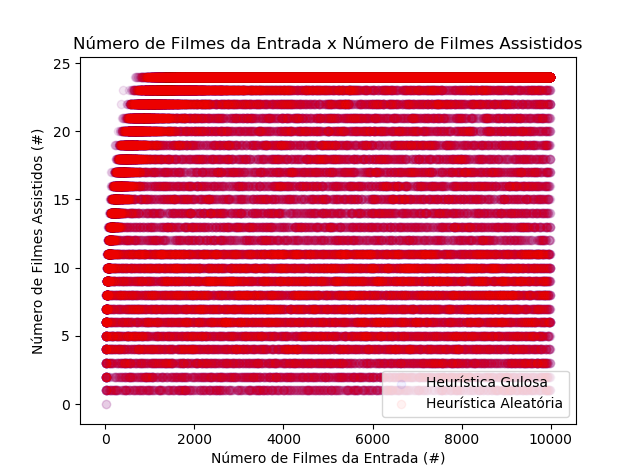 Número de Filmes da Entrada x Número de Filmes Assistidos
25
20
15
10
5
0
Número de Filmes Assistidos (#)
Heurística Gulosa
Heurística Aleatória
0 2000 4000 6000 8000 10000
Número de Filmes da Entrada (#)